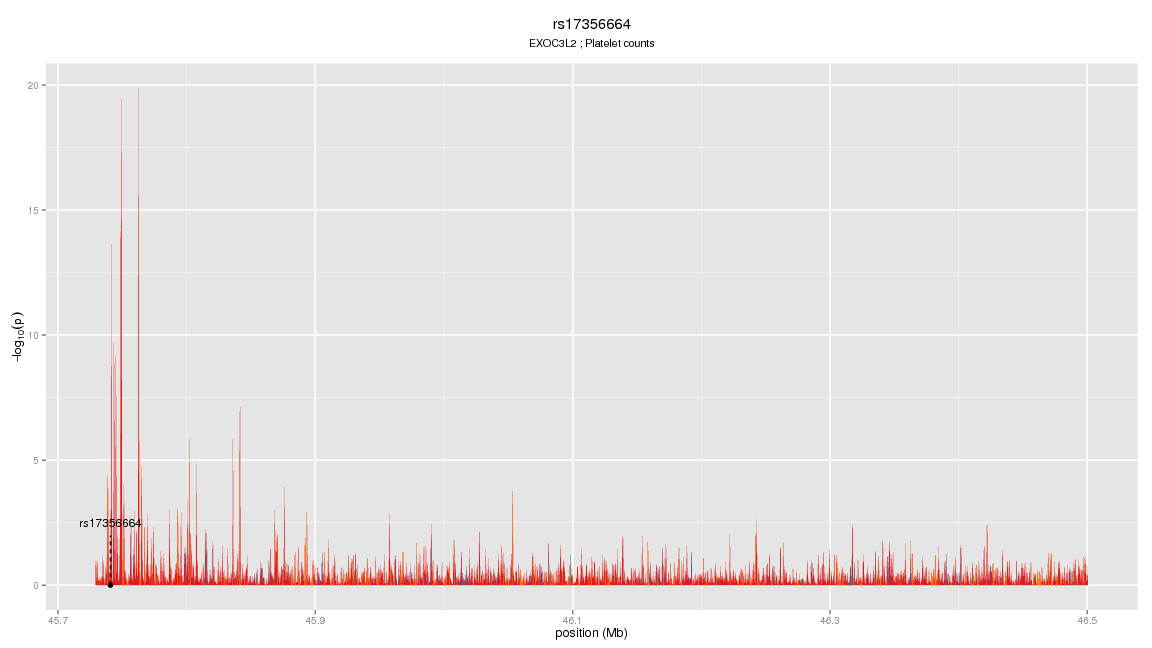 rs17356664
EXOC3L2 ; Platelet counts
20
15
10
5
0
−log10(p)
rs17356664
45.7
45.9
46.1
46.3
46.5
position (Mb)